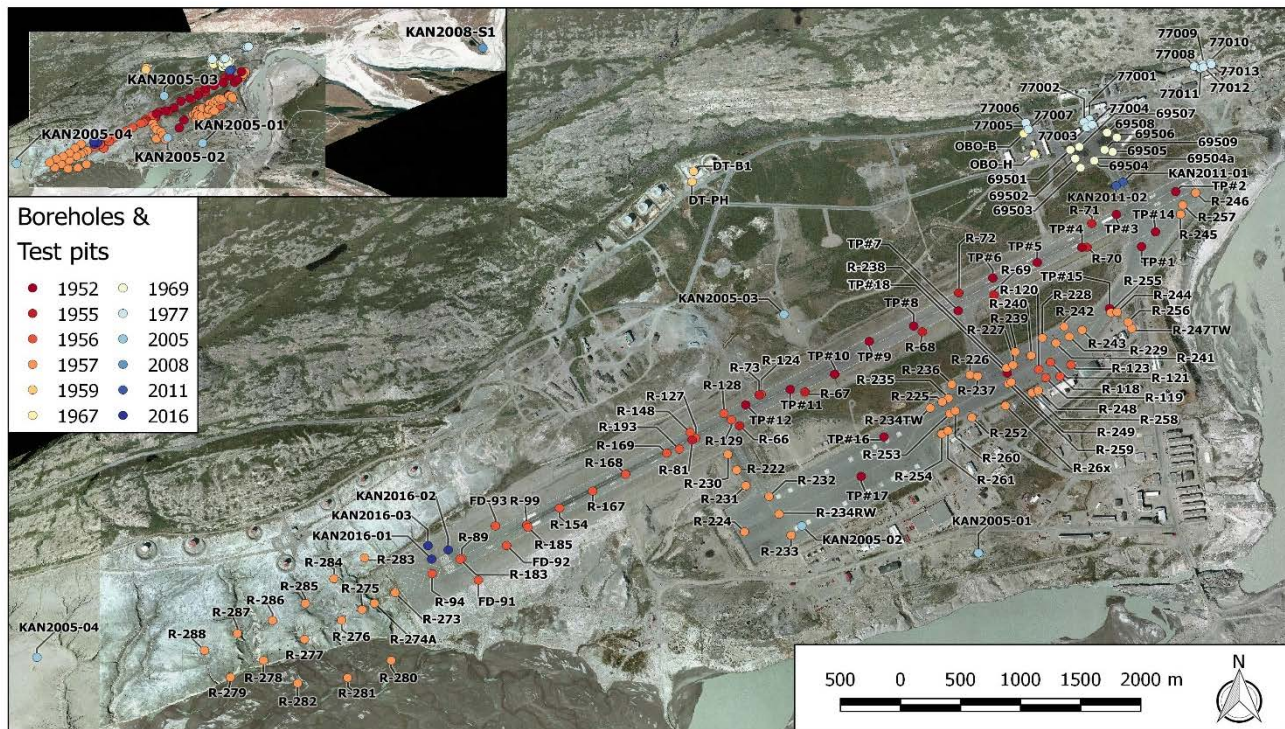 KAN2008-S1
KAN2005-03
KAN2005-04
KAN2005-01
KAN2005-02
Boreholes &
Test pits
1952
1955
1956
1957
1959
1967
1969
1977
2005
2008
2011
2016
77009
77008
77010
77013
77012
77011
77001
77002
77004
77006
77007
77005
77003
69507
69508
69506
69509
69505
69504
69504a
OBO-B
OBO-H
69501
69502
69503
KAN2011-01
KAN2011-02
TP#2
R-246
R-257
R-245
TP#14
TP#3
TP#1
R-71
TP#4
R-70
DT-B1
DT-PH
TP#7
R-238
TP#18
R-72
TP#6
TP#5
R-69
TP#15
R-120
R-240
R-239
R-227
R-228
R-242
R-255
R-244
R-256
R-247TW
R-243
R-229
R-241
R-123
R-121
R-118
R-119
R-248
R-258
R-249
R-259
R-26x
KAN2005-03
TP#8
R-68
TP#9
TP#10
R-124
R-73
R-67
TP#11
TP#12
R-226
R-236
R-235
R-237
R-225
R-234TW
R-253
R-252
R-254
R-260
R-261
TP#16
TP#17
R-128
R-127
R-148
R-193
R-169
R-168
R-129
R-66
R-81
R-230
R-222
R-231
R-232
R-234RW
R-224
R-233
KAN2005-02
KAN2005-01
R-167
R-154
R-99
FD-93
R-185
FD-92
R-89
R-183
FD-91
R-94
KAN2016-02
KAN2016-03
KAN2016-01
R-283
R-284
R-275
R-285
R-273
R-274A
R-286
R-276
R-287
R-277
R-288
R-278
R-279
R-282
R-281
R-280
KAN2005-04
500 0 500 1000 1500 2000 m
N